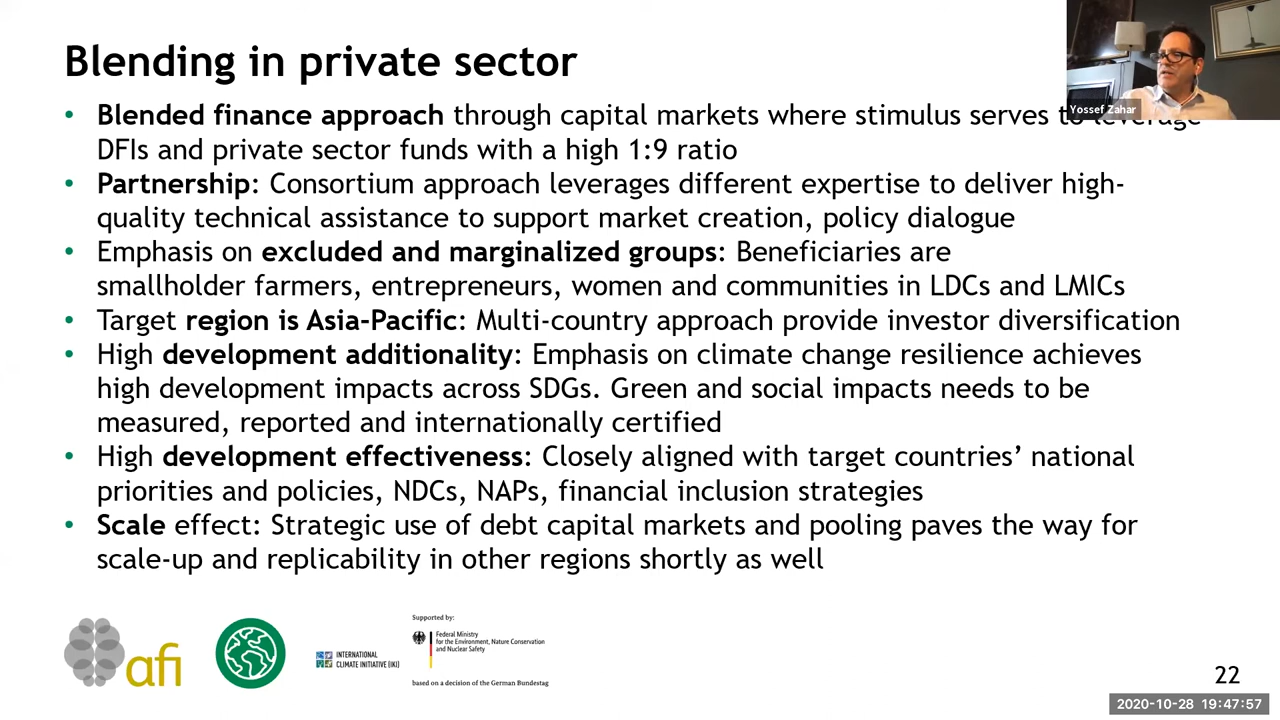 Blending in private sector
Yossef Zahar
• Blended finance approach through capital markets where stimulus serves to leverage
DFIs and private sector funds with a high 1:9 ratio
• Partnership: Consortium approach leverages different expertise to deliver high-
quality technical assistance to support market creation, policy dialogue
• Emphasis on excluded and marginalized groups: Beneficiaries are
smallholder farmers, entrepreneurs, women and communities in LDCs and LMICs
• Target region is Asia-Pacific: Multi-country approach provide investor diversification
• High development additionality: Emphasis on climate change resilience achieves
high development impacts across SDGs. Green and social impacts needs to be
measured, reported and internationally certified
• High development effectiveness: Closely aligned with target countries’ national
priorities and policies, NDCs, NAPs, financial inclusion strategies
• Scale effect: Strategic use of debt capital markets and pooling paves the way for
scale-up and replicability in other regions shortly as well
afi
INTERNATIONAL
CLIMATE INITIATIVE (IKI)
Supported by:
Federal Ministry
for the Environment, Nature Conservation
and Nuclear Safety
based on a decision of the German Bundestag
22
2020-10-28 19:47:57